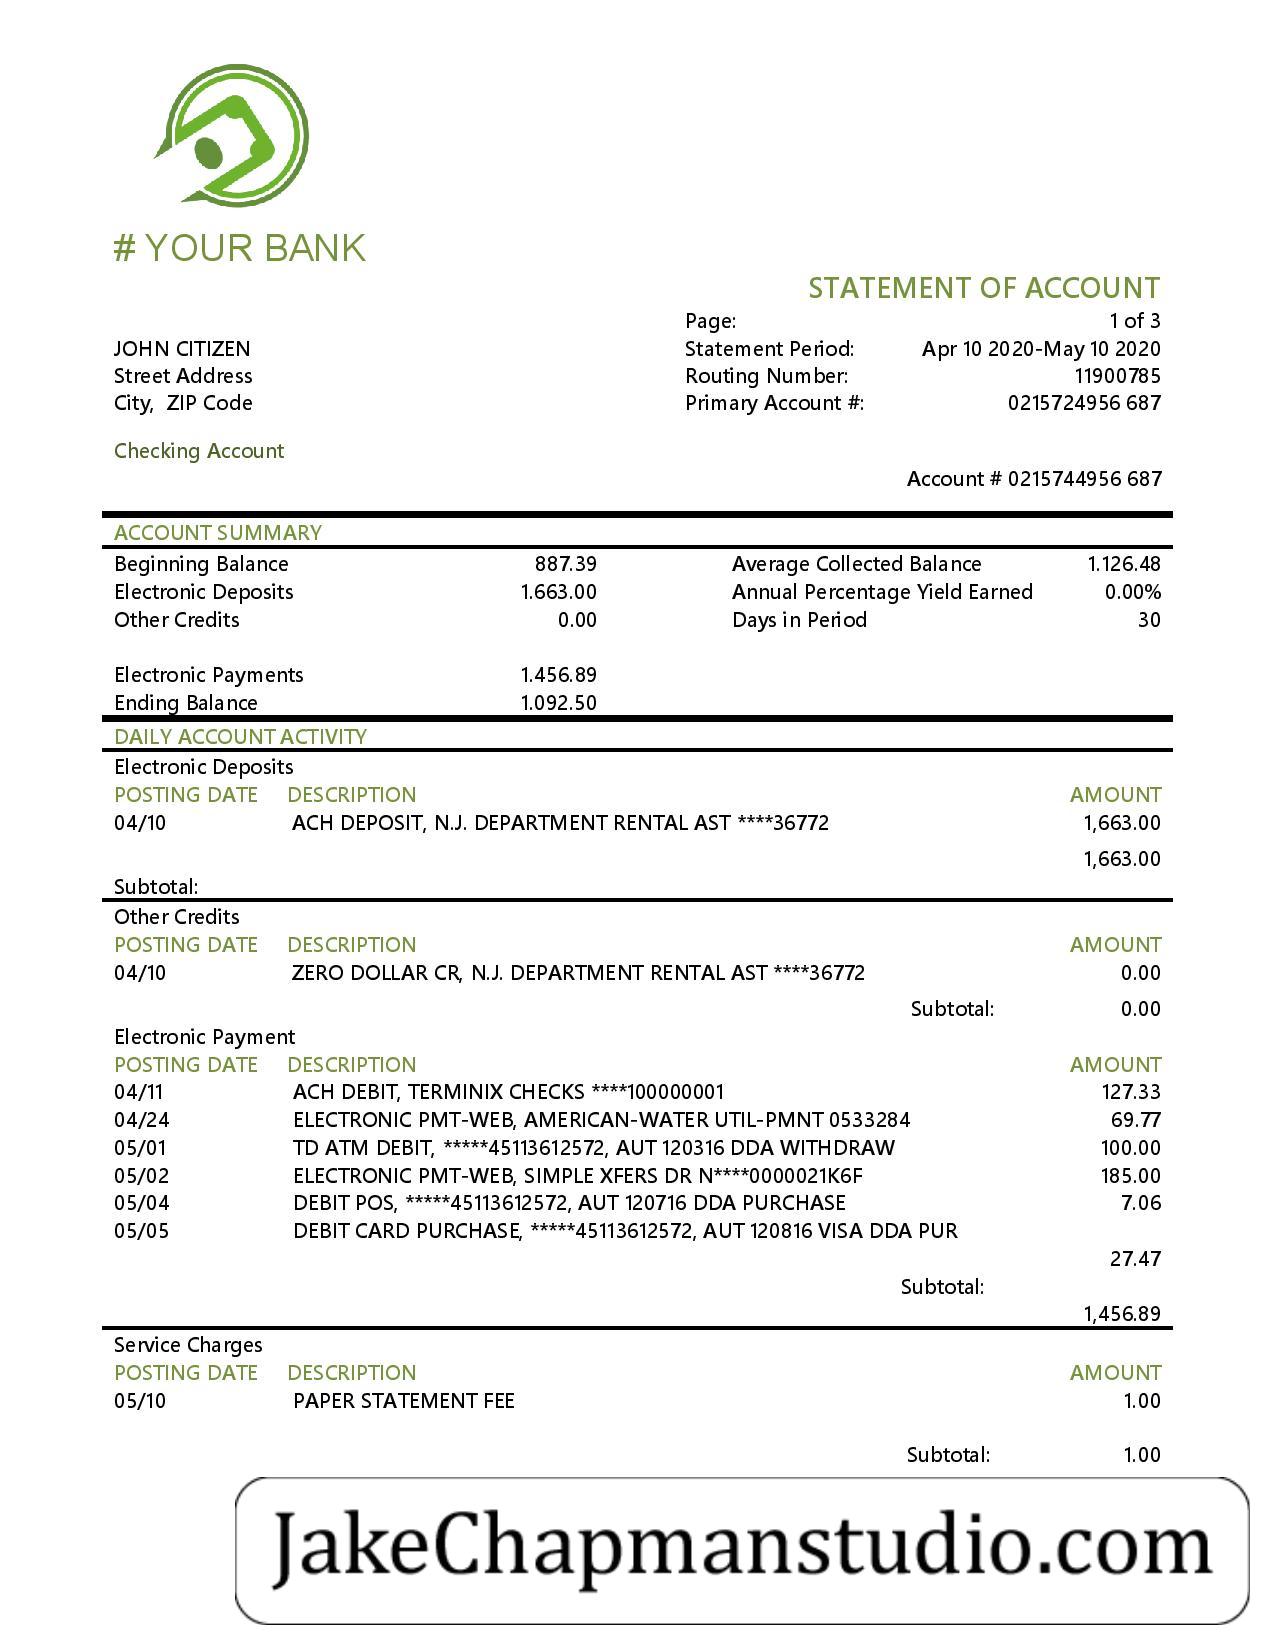 # YOUR BANK
STATEMENT OF ACCOUNT
Page: 1 of 3
JOHN CITIZEN Statement Period: Apr 10 2020-May 10 2020
Street Address Routing Number: 11900785
City, ZIP Code Primary Account #: 0215724956 687
Checking Account
Account # 0215744956 687
ACCOUNT SUMMARY
Beginning Balance 887.39 Average Collected Balance 1.126.48
Electronic Deposits 1.663.00 Annual Percentage Yield Earned 0.00%
Other Credits 0.00 Days in Period 30
Electronic Payments 1.456.89
Ending Balance 1.092.50
DAILY ACCOUNT ACTIVITY
Electronic Deposits
POSTING DATE DESCRIPTION AMOUNT
04/10 ACH DEPOSIT, N.J. DEPARTMENT RENTAL AST ****36772 1,663.00
1,663.00
Subtotal:
Other Credits
POSTING DATE DESCRIPTION AMOUNT
04/10 ZERO DOLLAR CR, N.J. DEPARTMENT RENTAL AST ****36772 0.00
Subtotal: 0.00
Electronic Payment
POSTING DATE DESCRIPTION AMOUNT
04/11 ACH DEBIT, TERMINIX CHECKS ****100000001 127.33
04/24 ELECTRONIC PMT-WEB, AMERICAN-WATER UTIL-PMNT 0533284 69.77
05/01 TD ATM DEBIT, *****45113612572, AUT 120316 DDA WITHDRAW 100.00
05/02 ELECTRONIC PMT-WEB, SIMPLE XFERS DR N****0000021K6F 185.00
05/04 DEBIT POS, *****45113612572, AUT 120716 DDA PURCHASE 7.06
05/05 DEBIT CARD PURCHASE, *****45113612572, AUT 120816 VISA DDA PUR
27.47
Subtotal:
1,456.89
Service Charges
POSTING DATE DESCRIPTION AMOUNT
05/10 PAPER STATEMENT FEE 1.00
Subtotal: 1.00
JakeChapmanstudio.com